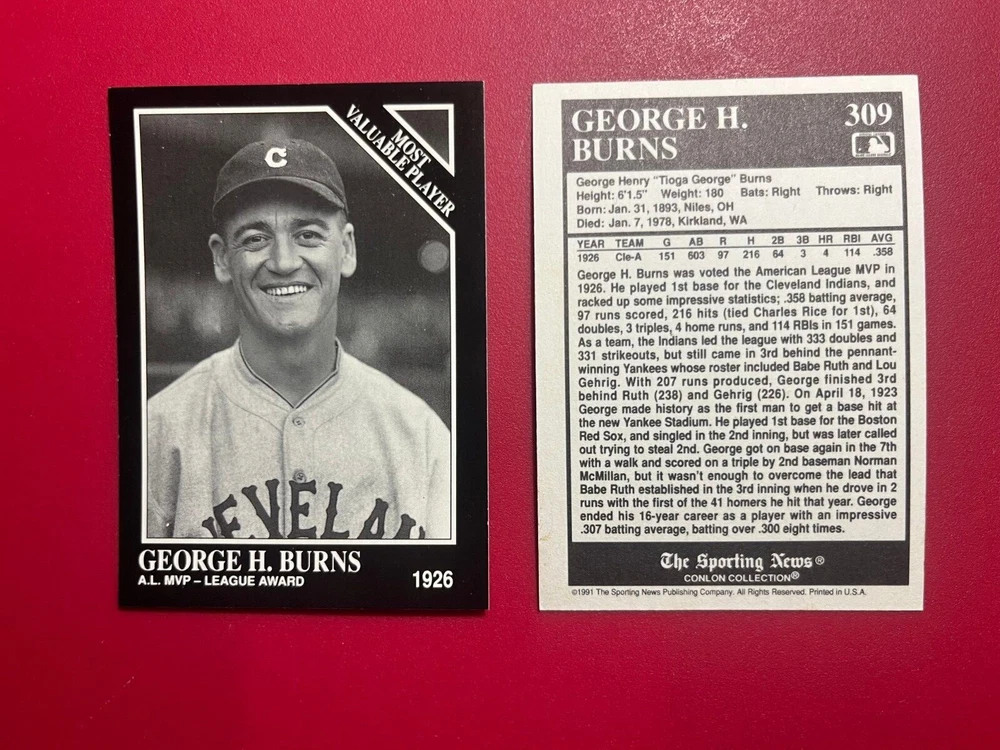 C
MOST
VALUABLE PLAYER
CLEVELAN
GEORGE H. BURNS
A.L. MVP – LEAGUE AWARD
1926
GEORGE H.
BURNS
309
George Henry "Tioga George" Burns
Height: 6'1.5" Weight: 180 Bats: Right Throws: Right
Born: Jan. 31, 1893, Niles, OH
Died: Jan. 7, 1978, Kirkland, WA
YEAR TEAM G AB R H 2B 3B HR RBI AVG
1926 Cle-A 151 603 97 216 64 3 4 114 .358
George H. Burns was voted the American League MVP in
1926. He played 1st base for the Cleveland Indians, and
racked up some impressive statistics; .358 batting average,
97 runs scored, 216 hits (tied Charles Rice for 1st), 64
doubles, 3 triples, 4 home runs, and 114 RBIs in 151 games.
As a team, the Indians led the league with 333 doubles and
331 strikeouts, but still came in 3rd behind the pennant-
winning Yankees whose roster included Babe Ruth and Lou
Gehrig. With 207 runs produced, George finished 3rd
behind Ruth (238) and Gehrig (226). On April 18, 1923
George made history as the first man to get a base hit at
the new Yankee Stadium. He played 1st base for the Boston
Red Sox, and singled in the 2nd inning, but was later called
out trying to steal 2nd. George got on base again in the 7th
with a walk and scored on a triple by 2nd baseman Norman
McMillan, but it wasn't enough to overcome the lead that
Babe Ruth established in the 3rd inning when he drove in 2
runs with the first of the 41 homers he hit that year. George
ended his 16-year career as a player with an impressive
.307 batting average, batting over .300 eight times.
The Sporting News®
CONLON COLLECTION®
©1991 The Sporting News Publishing Company. All Rights Reserved. Printed in U.S.A.